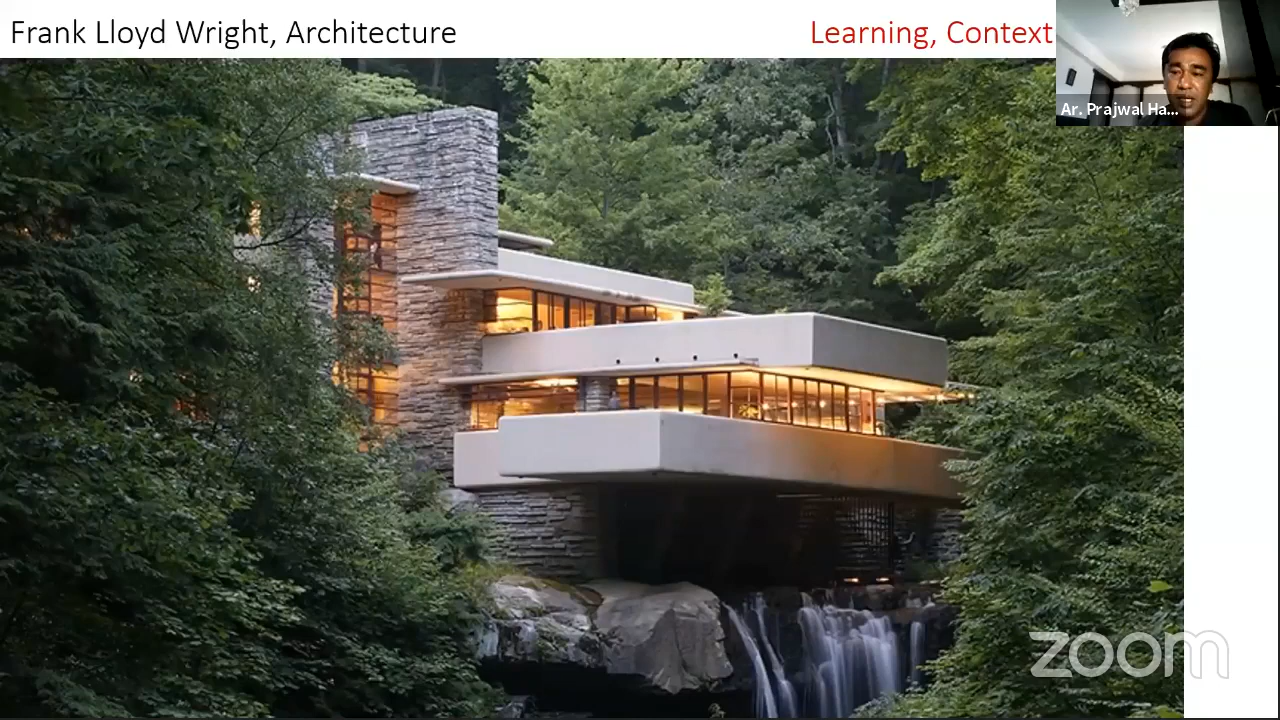 Frank Lloyd Wright, Architecture
Learning, Context
Ar. Prajwal Ha...
zoom